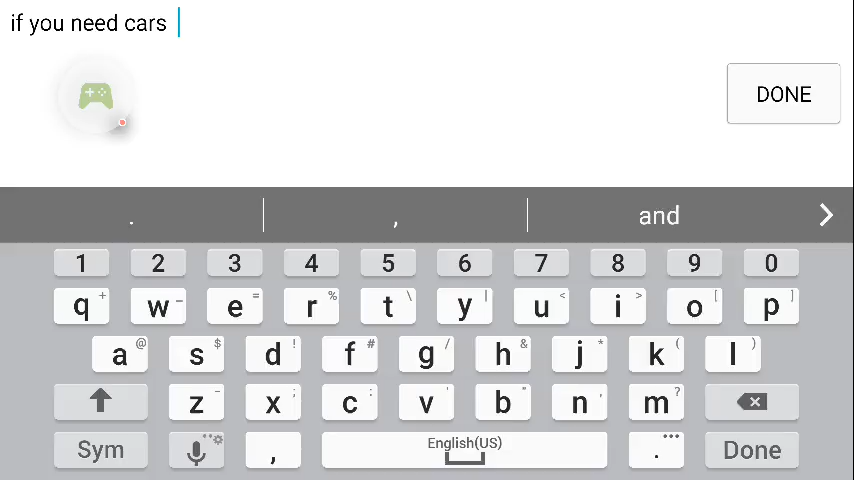 if you need cars
DONE
. , and
1 2 3 4 5 6 7 8 9 0
q + w - e = r % t \ y | u < i > o [ p ]
a @ s $ d ! f # g / h & j * k ( l )
z - x ; c : v ' b " n , m ?
Sym , English(US) . ... Done